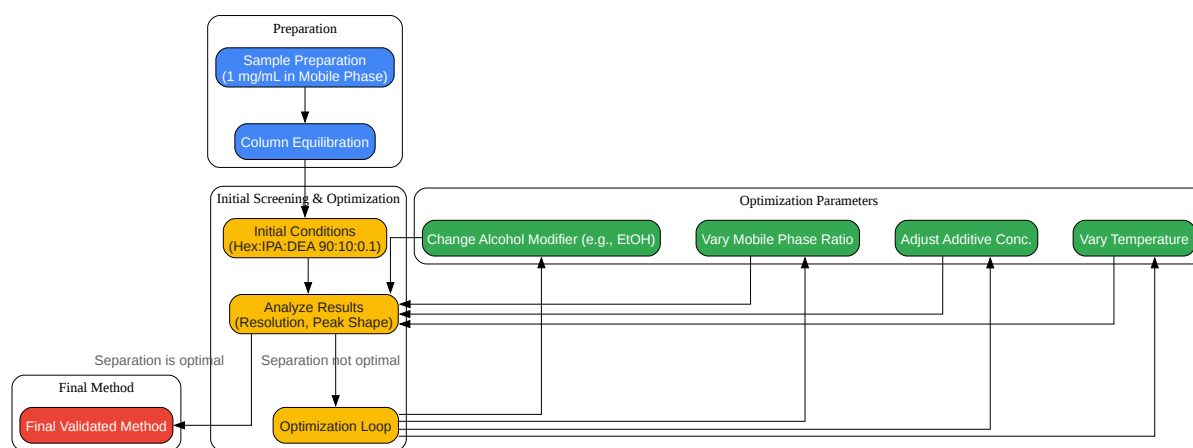 Preparation
Sample Preparation
(1 mg/mL in Mobile Phase)
Column Equilibration
Initial Screening & Optimization
Initial Conditions
(Hex:IPA:DEA 90:10:0.1)
Analyze Results
(Resolution, Peak Shape)
Separation is optimal
Separation not optimal
Optimization Loop
Optimization Parameters
Change Alcohol Modifier (e.g., EtOH)
Vary Mobile Phase Ratio
Adjust Additive Conc.
Vary Temperature
Final Method
Final Validated Method